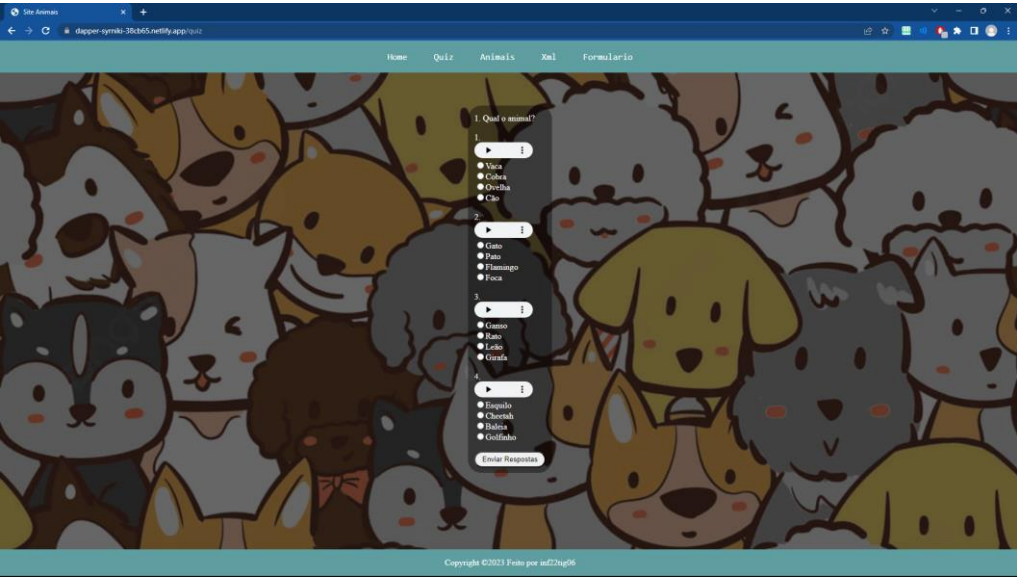 Site Animais
dapper-syrniki-38cb65.netlify.app/quiz
Home Quiz Animais Xml Formulario
1. Qual o animal?
1.
Vaca
Cobra
Ovelha
Cão
2.
Gato
Pato
Flamingo
Foca
3.
Ganso
Rato
Leão
Girafa
4.
Esquilo
Cheetah
Baleia
Golfinho
Enviar Respostas
Copyright ©2023 Feito por inf22tig06